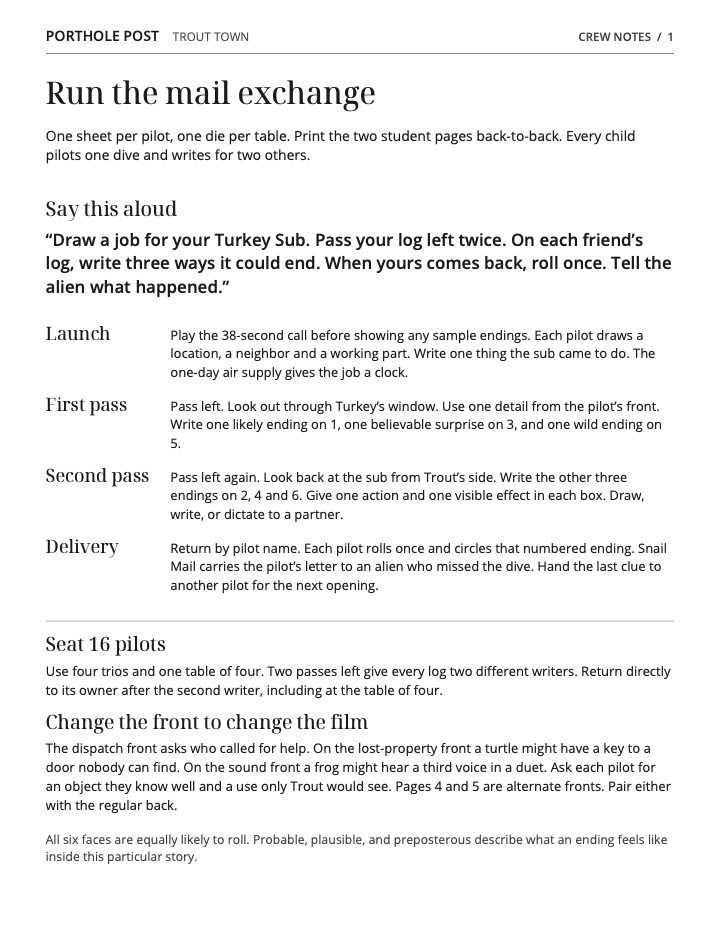 PORTHOLE POST TROUT TOWN CREW NOTES / 1
Run the mail exchange
One sheet per pilot, one die per table. Print the two student pages back-to-back. Every child
pilots one dive and writes for two others.
Say this aloud
“Draw a job for your Turkey Sub. Pass your log left twice. On each friend’s
log, write three ways it could end. When yours comes back, roll once. Tell the
alien what happened.”
Launch
Play the 38-second call before showing any sample endings. Each pilot draws a
location, a neighbor and a working part. Write one thing the sub came to do. The
one-day air supply gives the job a clock.
First pass
Pass left. Look out through Turkey’s window. Use one detail from the pilot’s front.
Write one likely ending on 1, one believable surprise on 3, and one wild ending on
5.
Second pass
Pass left again. Look back at the sub from Trout’s side. Write the other three
endings on 2, 4 and 6. Give one action and one visible effect in each box. Draw,
write, or dictate to a partner.
Delivery
Return by pilot name. Each pilot rolls once and circles that numbered ending. Snail
Mail carries the pilot’s letter to an alien who missed the dive. Hand the last clue to
another pilot for the next opening.
Seat 16 pilots
Use four trios and one table of four. Two passes left give every log two different writers. Return directly
to its owner after the second writer, including at the table of four.
Change the front to change the film
The dispatch front asks who called for help. On the lost-property front a turtle might have a key to a
door nobody can find. On the sound front a frog might hear a third voice in a duet. Ask each pilot for
an object they know well and a use only Trout would see. Pages 4 and 5 are alternate fronts. Pair either
with the regular back.
All six faces are equally likely to roll. Probable, plausible, and preposterous describe what an ending feels like
inside this particular story.